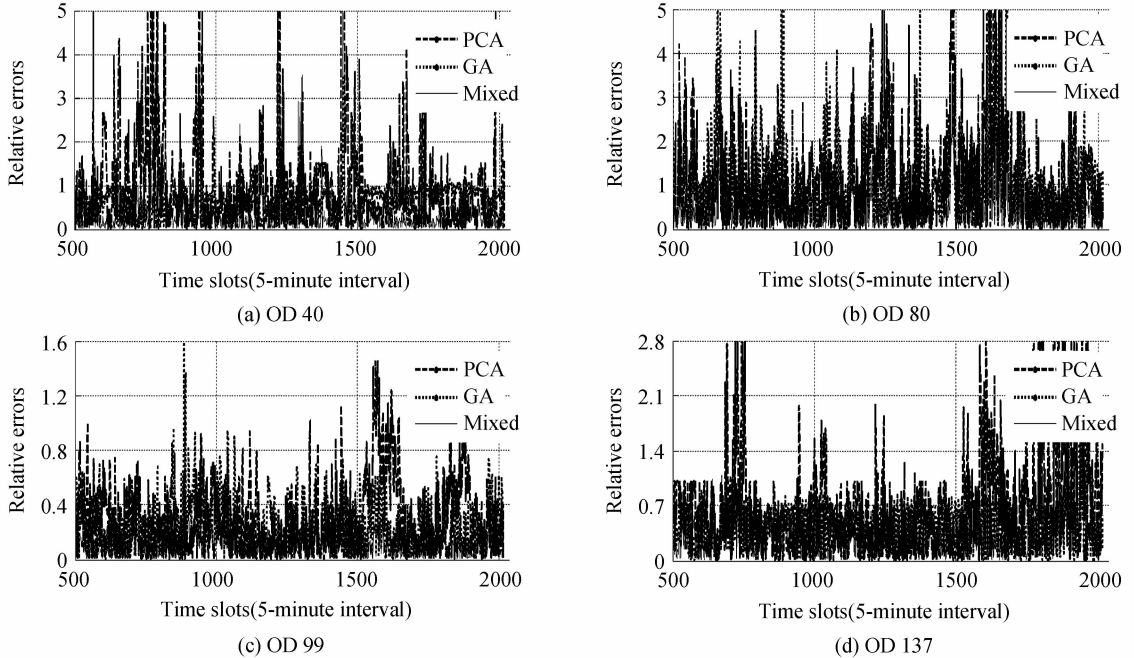 5
4
3
2
1
0
Relative errors
PCA
GA
Mixed
500
1000
1500
2000
Time slots(5-minute interval)
(a) OD 40
5
4
3
2
1
0
Relative errors
PCA
GA
Mixed
500
1000
1500
2000
Time slots(5-minute interval)
(b) OD 80
1.6
1.2
0.8
0.4
0
Relative errors
PCA
GA
Mixed
500
1000
1500
2000
Time slots(5-minute interval)
(c) OD 99
2.8
2.1
1.4
0.7
0
Relative errors
PCA
GA
Mixed
500
1000
1500
2000
Time slots(5-minute interval)
(d) OD 137